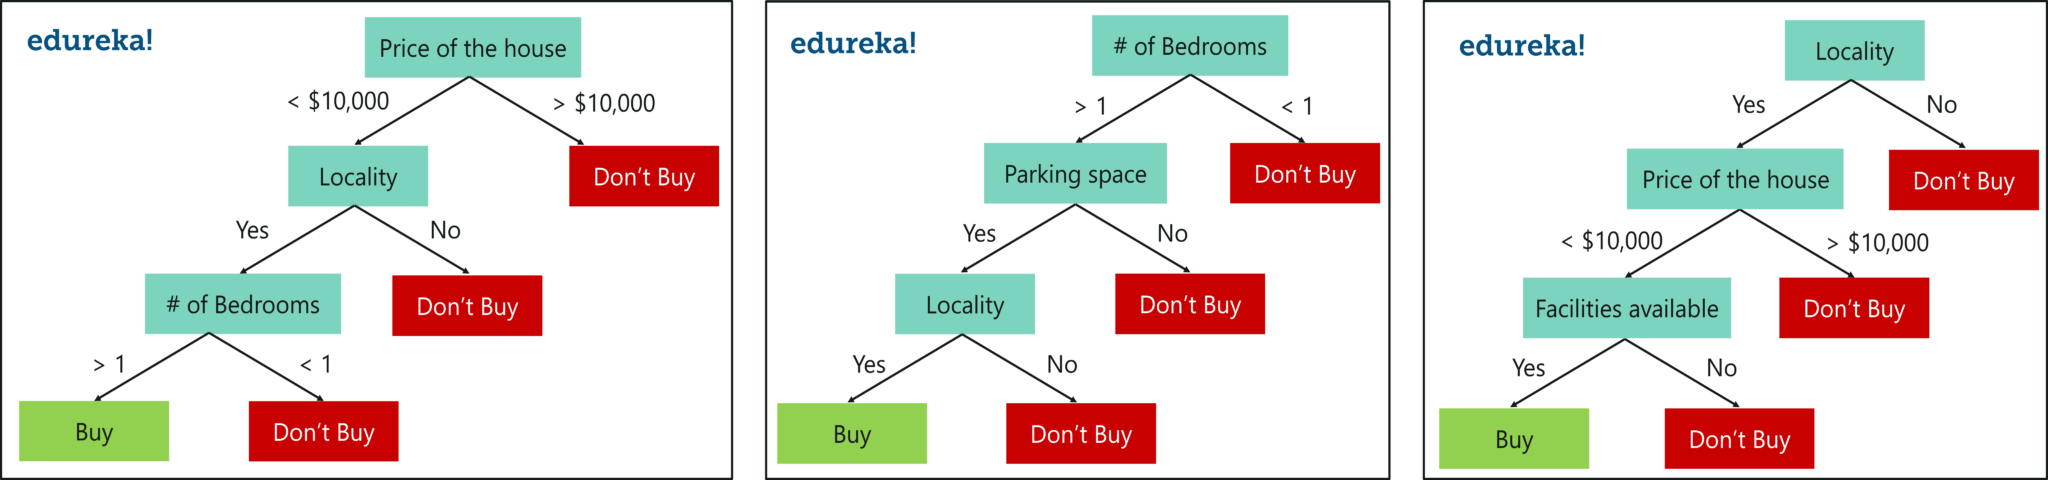 edureka!
Price of the house
< $10,000
> $10,000
Locality
Don't Buy
Yes
No
# of Bedrooms
Don't Buy
> 1
< 1
Buy
Don't Buy
edureka!
# of Bedrooms
> 1
< 1
Parking space
Don't Buy
Yes
No
Locality
Don't Buy
Yes
No
Buy
Don't Buy
edureka!
Locality
Yes
No
Price of the house
Don't Buy
< $10,000
> $10,000
Facilities available
Don't Buy
Yes
No
Buy
Don't Buy